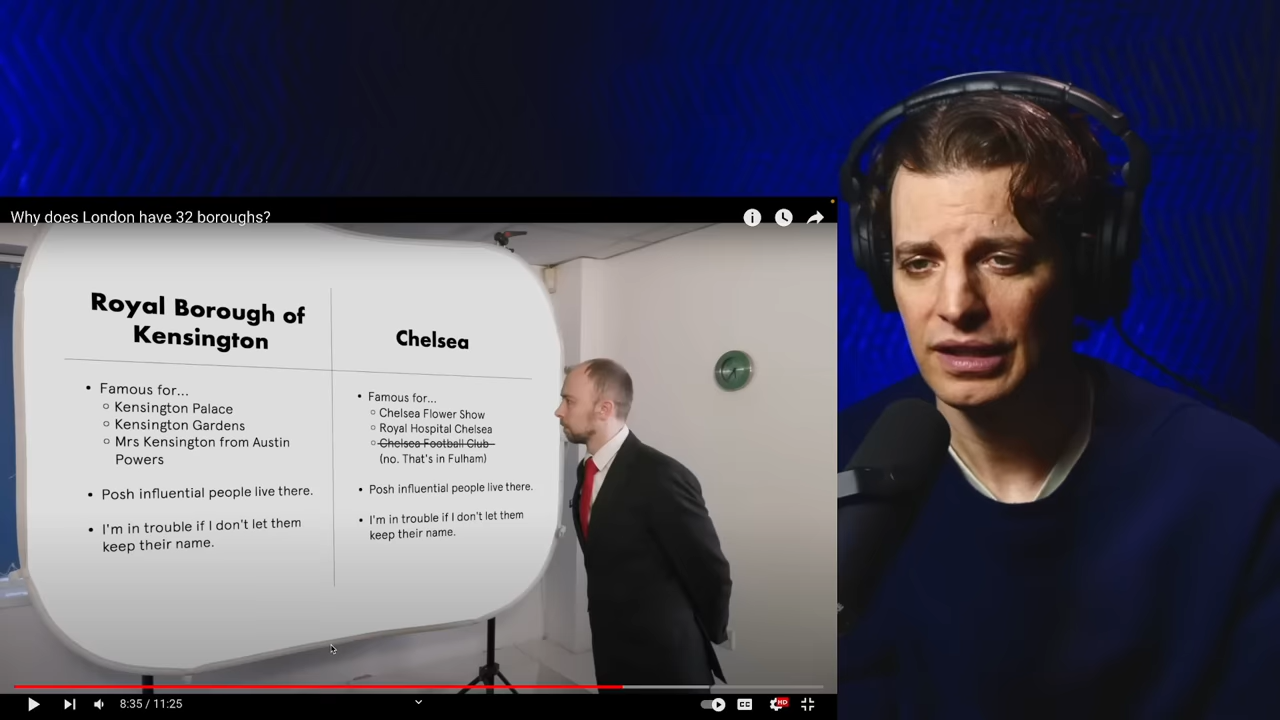 Why does London have 32 boroughs?
Royal Borough of
Kensington
• Famous for...
○ Kensington Palace
○ Kensington Gardens
○ Mrs Kensington from Austin
Powers
• Posh influential people live there.
• I'm in trouble if I don't let them
keep their name.
Chelsea
• Famous for...
○ Chelsea Flower Show
○ Royal Hospital Chelsea
○ Chelsea Football Club
(no. That's in Fulham)
• Posh influential people live there.
• I'm in trouble if I don't let them
keep their name.
8:35 / 11:25
CC
HD